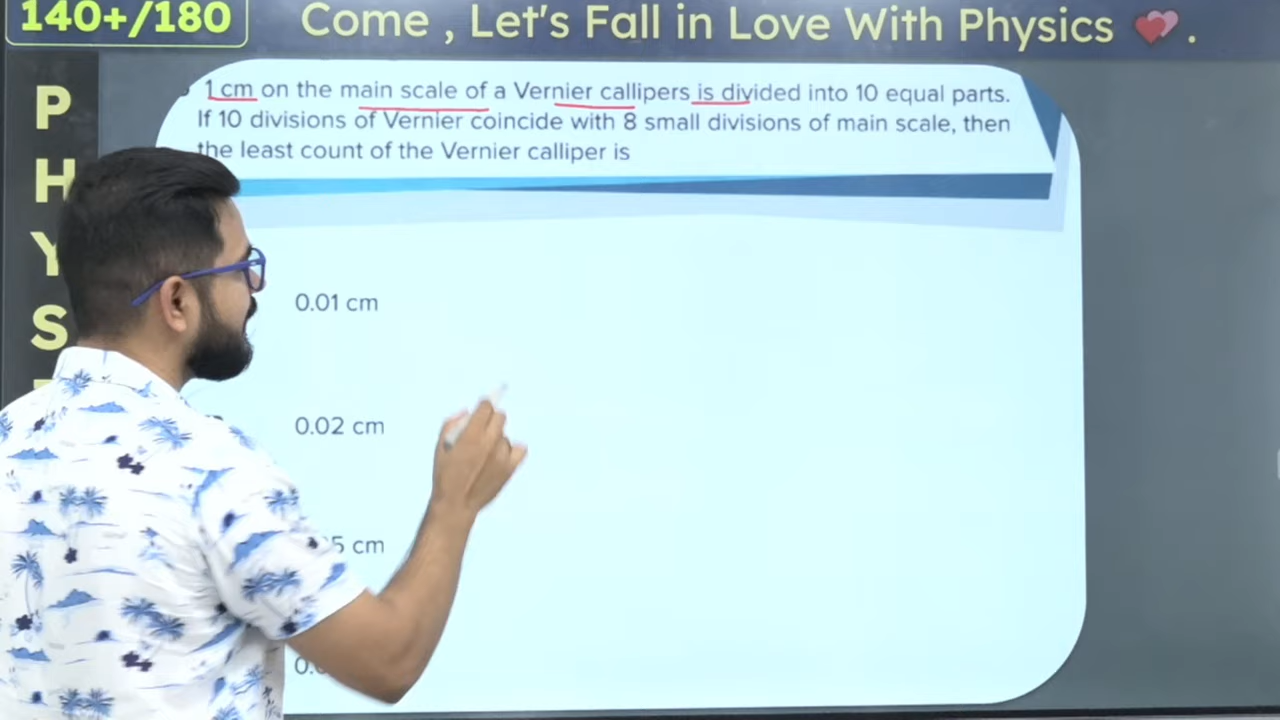 140+/180
Come , Let's Fall in Love With Physics 💕 .
P
H
Y
S
1 cm on the main scale of a Vernier callipers is divided into 10 equal parts.
If 10 divisions of Vernier coincide with 8 small divisions of main scale, then
the least count of the Vernier calliper is
0.01 cm
0.02 cm
5 cm